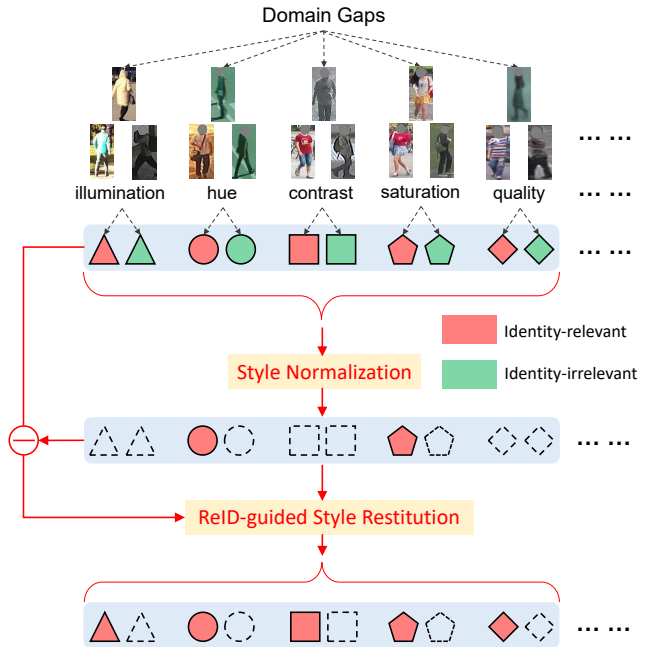 Domain Gaps
... ...
illumination hue contrast saturation quality ... ...
... ...
Identity-relevant
Style Normalization
Identity-irrelevant
... ...
ReID-guided Style Restitution
... ...